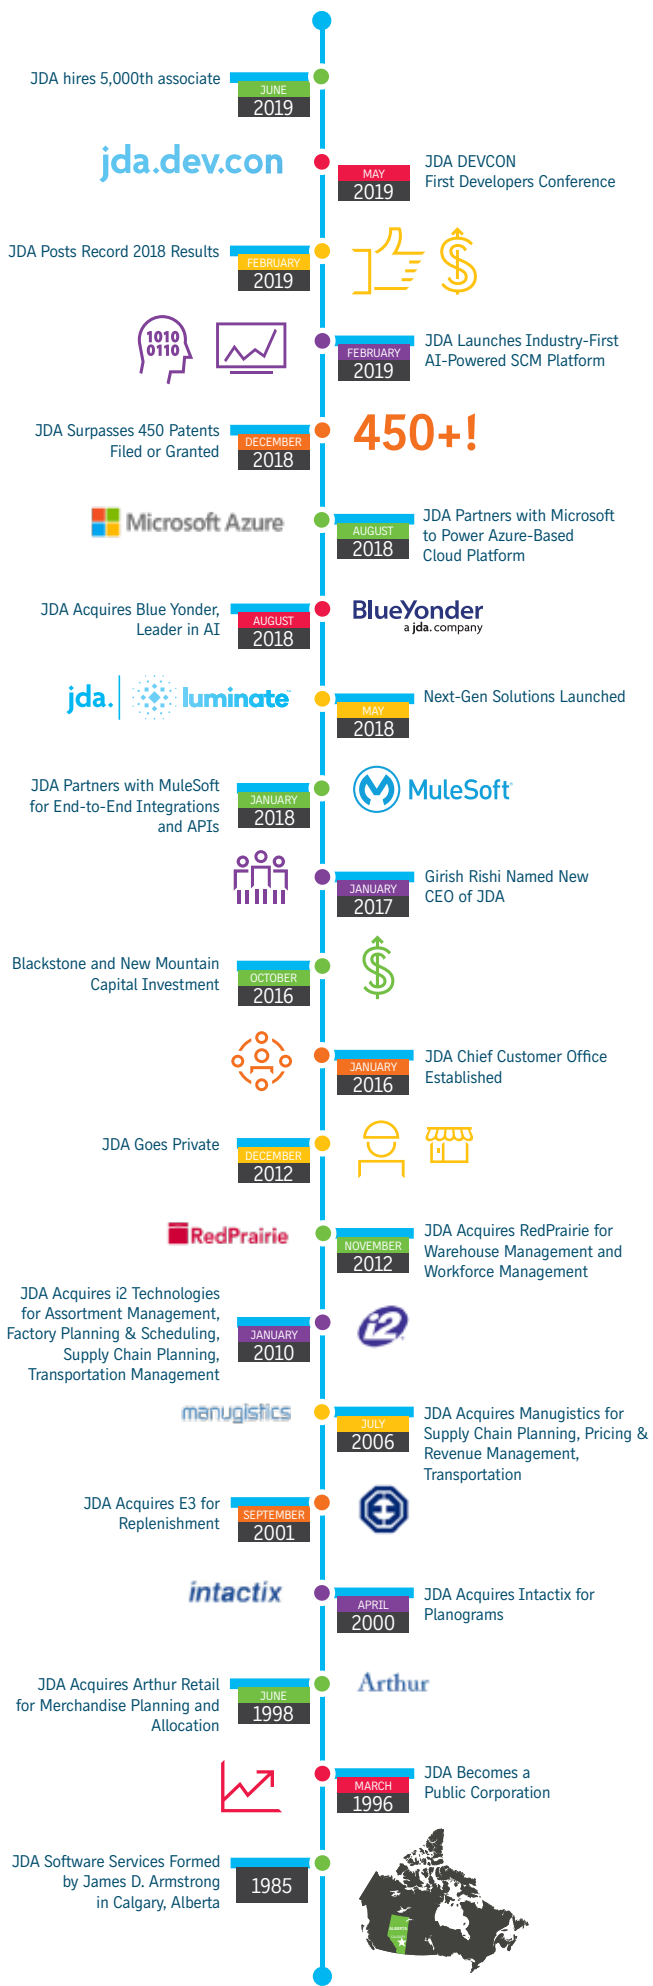 JDA hires 5,000th associate
JUNE
2019
jda.dev.con
MAY
2019
JDA DEVCON
First Developers Conference
JDA Posts Record 2018 Results
FEBRUARY
2019
1010
0110
FEBRUARY
2019
JDA Launches Industry-First
AI-Powered SCM Platform
JDA Surpasses 450 Patents
Filed or Granted
DECEMBER
2018
450+!
Microsoft Azure
AUGUST
2018
JDA Partners with Microsoft
to Power Azure-Based
Cloud Platform
JDA Acquires Blue Yonder,
Leader in AI
AUGUST
2018
BlueYonder
a jda. company
jda. luminate
MAY
2018
Next-Gen Solutions Launched
JDA Partners with MuleSoft
for End-to-End Integrations
and APIs
JANUARY
2018
MuleSoft
JANUARY
2017
Girish Rishi Named New
CEO of JDA
Blackstone and New Mountain
Capital Investment
OCTOBER
2016
JANUARY
2016
JDA Chief Customer Office
Established
JDA Goes Private
DECEMBER
2012
RedPrairie
NOVEMBER
2012
JDA Acquires RedPrairie for
Warehouse Management and
Workforce Management
JDA Acquires i2 Technologies
for Assortment Management,
Factory Planning & Scheduling,
Supply Chain Planning,
Transportation Management
JANUARY
2010
i2
manugistics
JULY
2006
JDA Acquires Manugistics for
Supply Chain Planning, Pricing &
Revenue Management,
Transportation
JDA Acquires E3 for
Replenishment
SEPTEMBER
2001
intactix
APRIL
2000
JDA Acquires Intactix for
Planograms
JDA Acquires Arthur Retail
for Merchandise Planning and
Allocation
JUNE
1998
Arthur
MARCH
1996
JDA Becomes a
Public Corporation
JDA Software Services Formed
by James D. Armstrong
in Calgary, Alberta
1985
ALBERTA